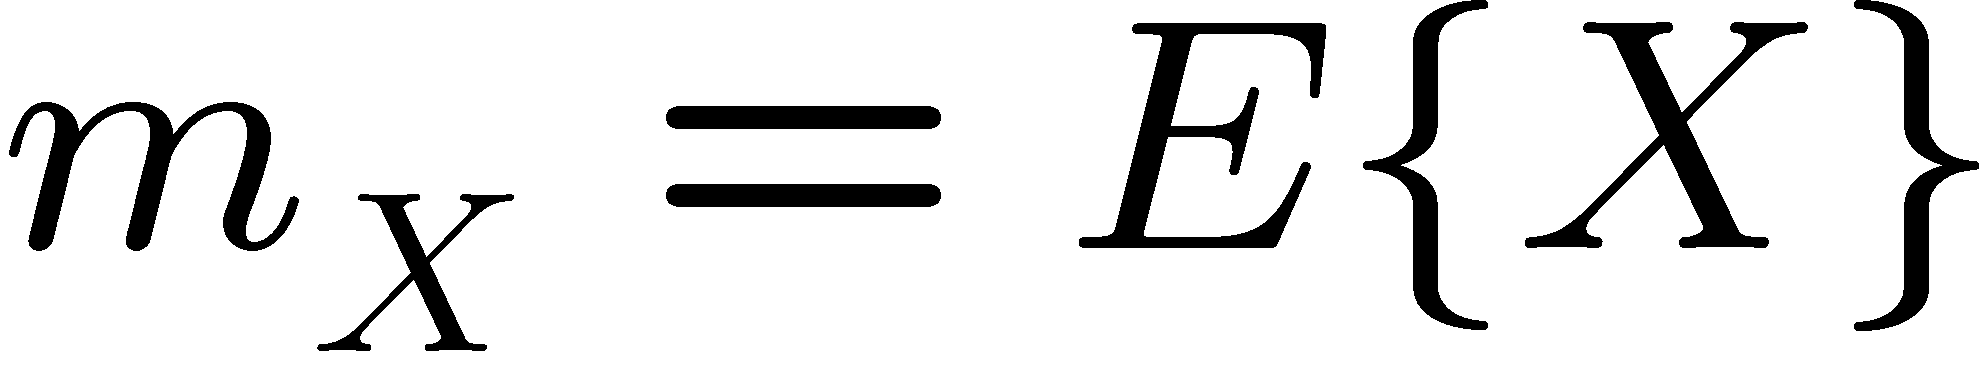 m_X = E{X}